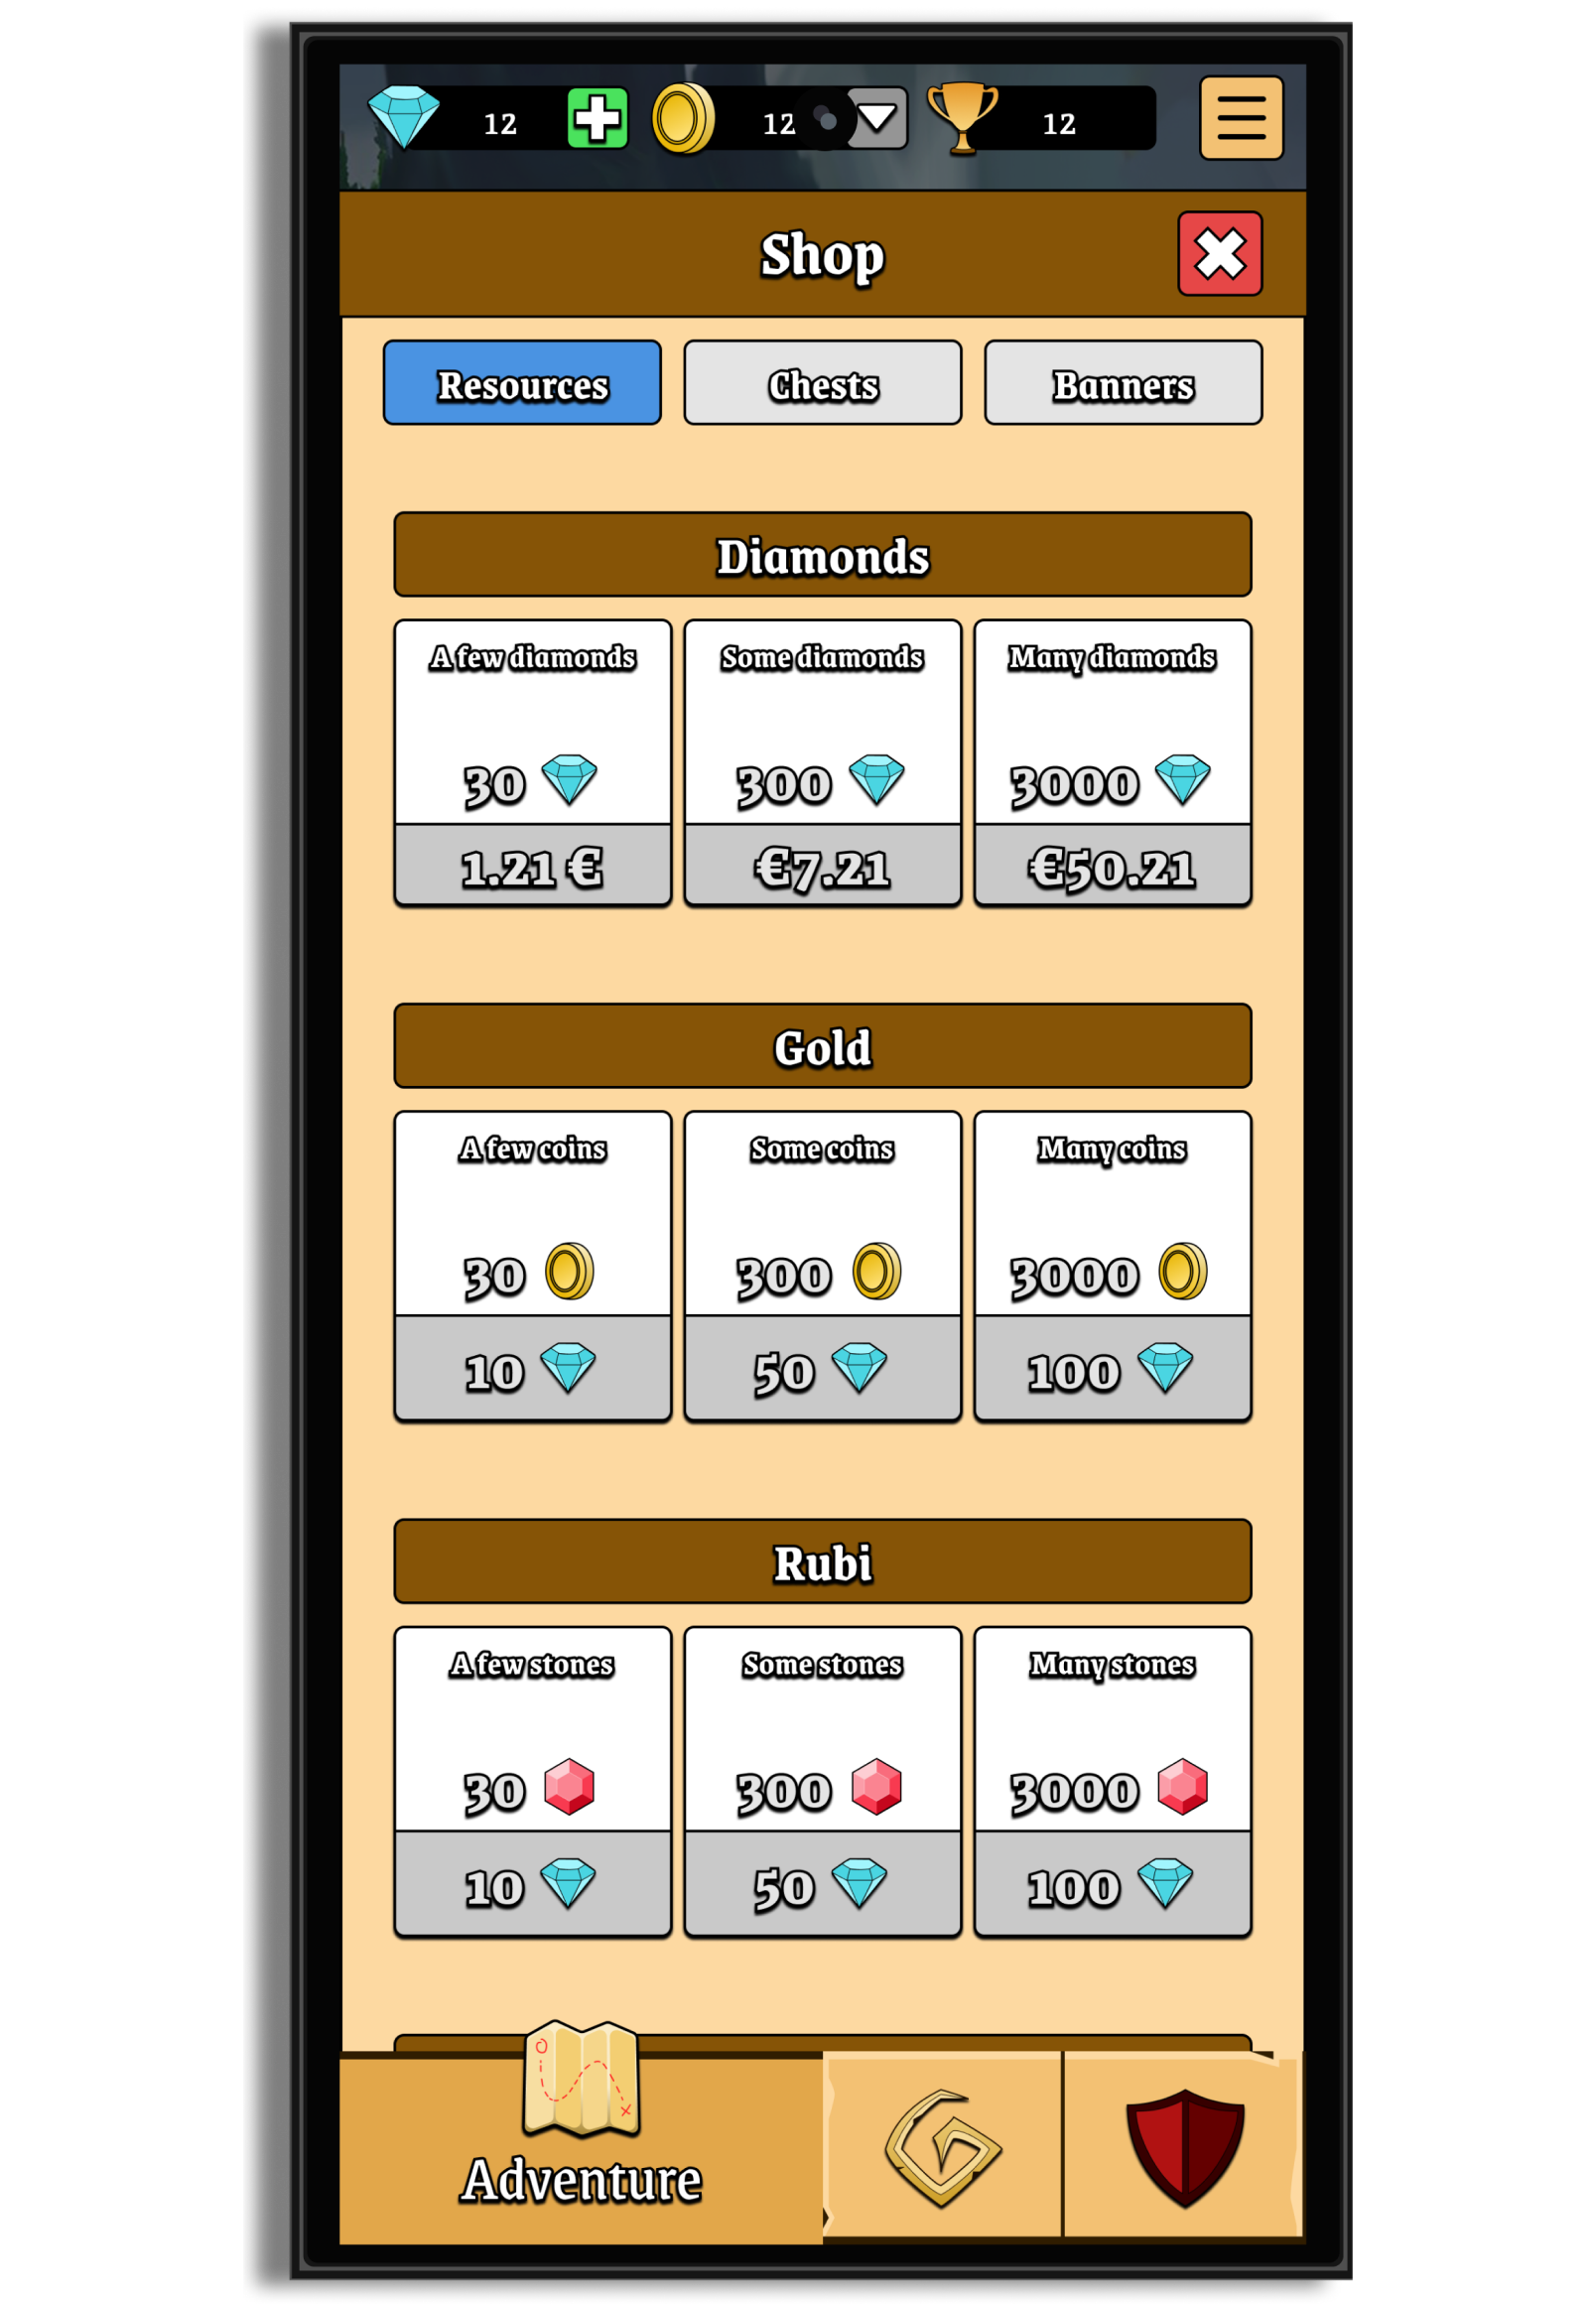 12 12 12
Shop
Resources Chests Banners
Diamonds
A few diamonds Some diamonds Many diamonds
30 300 3000
1.21 € €7.21 €50.21
Gold
A few coins Some coins Many coins
30 300 3000
10 50 100
Rubi
A few stones Some stones Many stones
30 300 3000
10 50 100
Adventure